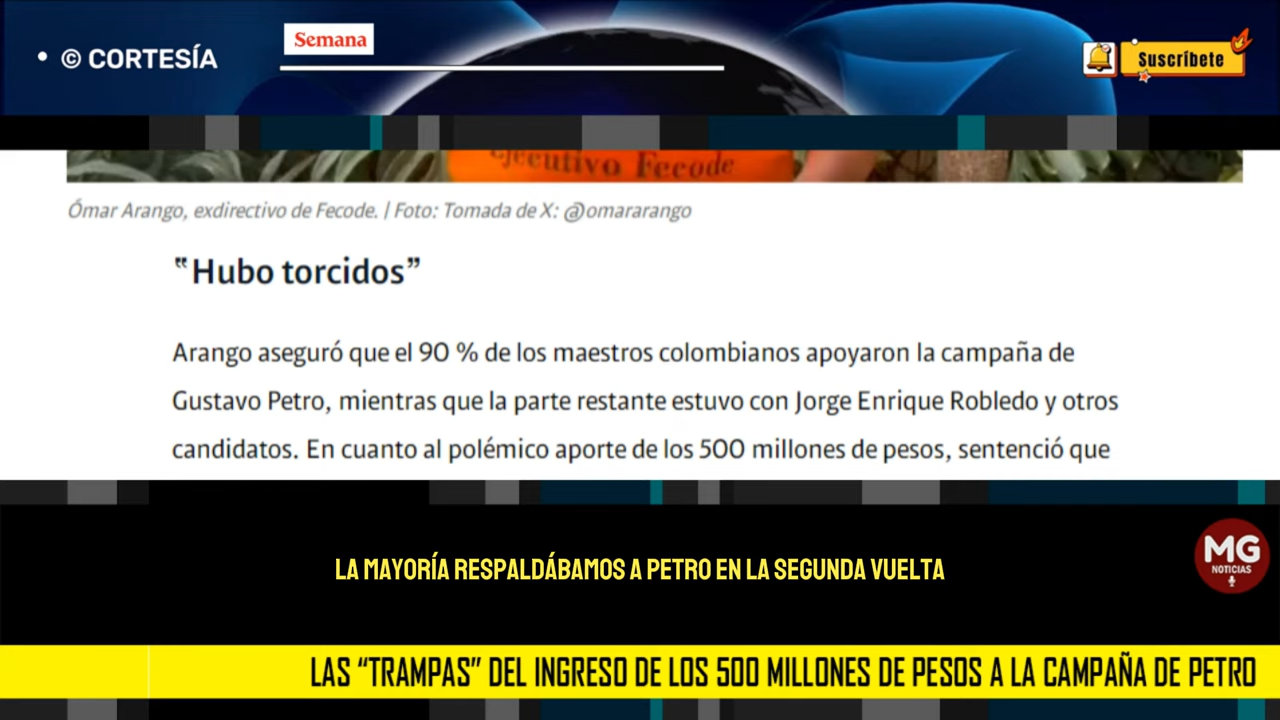 • © CORTESÍA
Semana
Suscríbete
ejecutivo Fecode
Ómar Arango, exdirectivo de Fecode. | Foto: Tomada de X: @omararango
“Hubo torcidos”
Arango aseguró que el 90 % de los maestros colombianos apoyaron la campaña de
Gustavo Petro, mientras que la parte restante estuvo con Jorge Enrique Robledo y otros
candidatos. En cuanto al polémico aporte de los 500 millones de pesos, sentenció que
LA MAYORÍA RESPALDÁBAMOS A PETRO EN LA SEGUNDA VUELTA
MG
NOTICIAS
LAS “TRAMPAS” DEL INGRESO DE LOS 500 MILLONES DE PESOS A LA CAMPAÑA DE PETRO